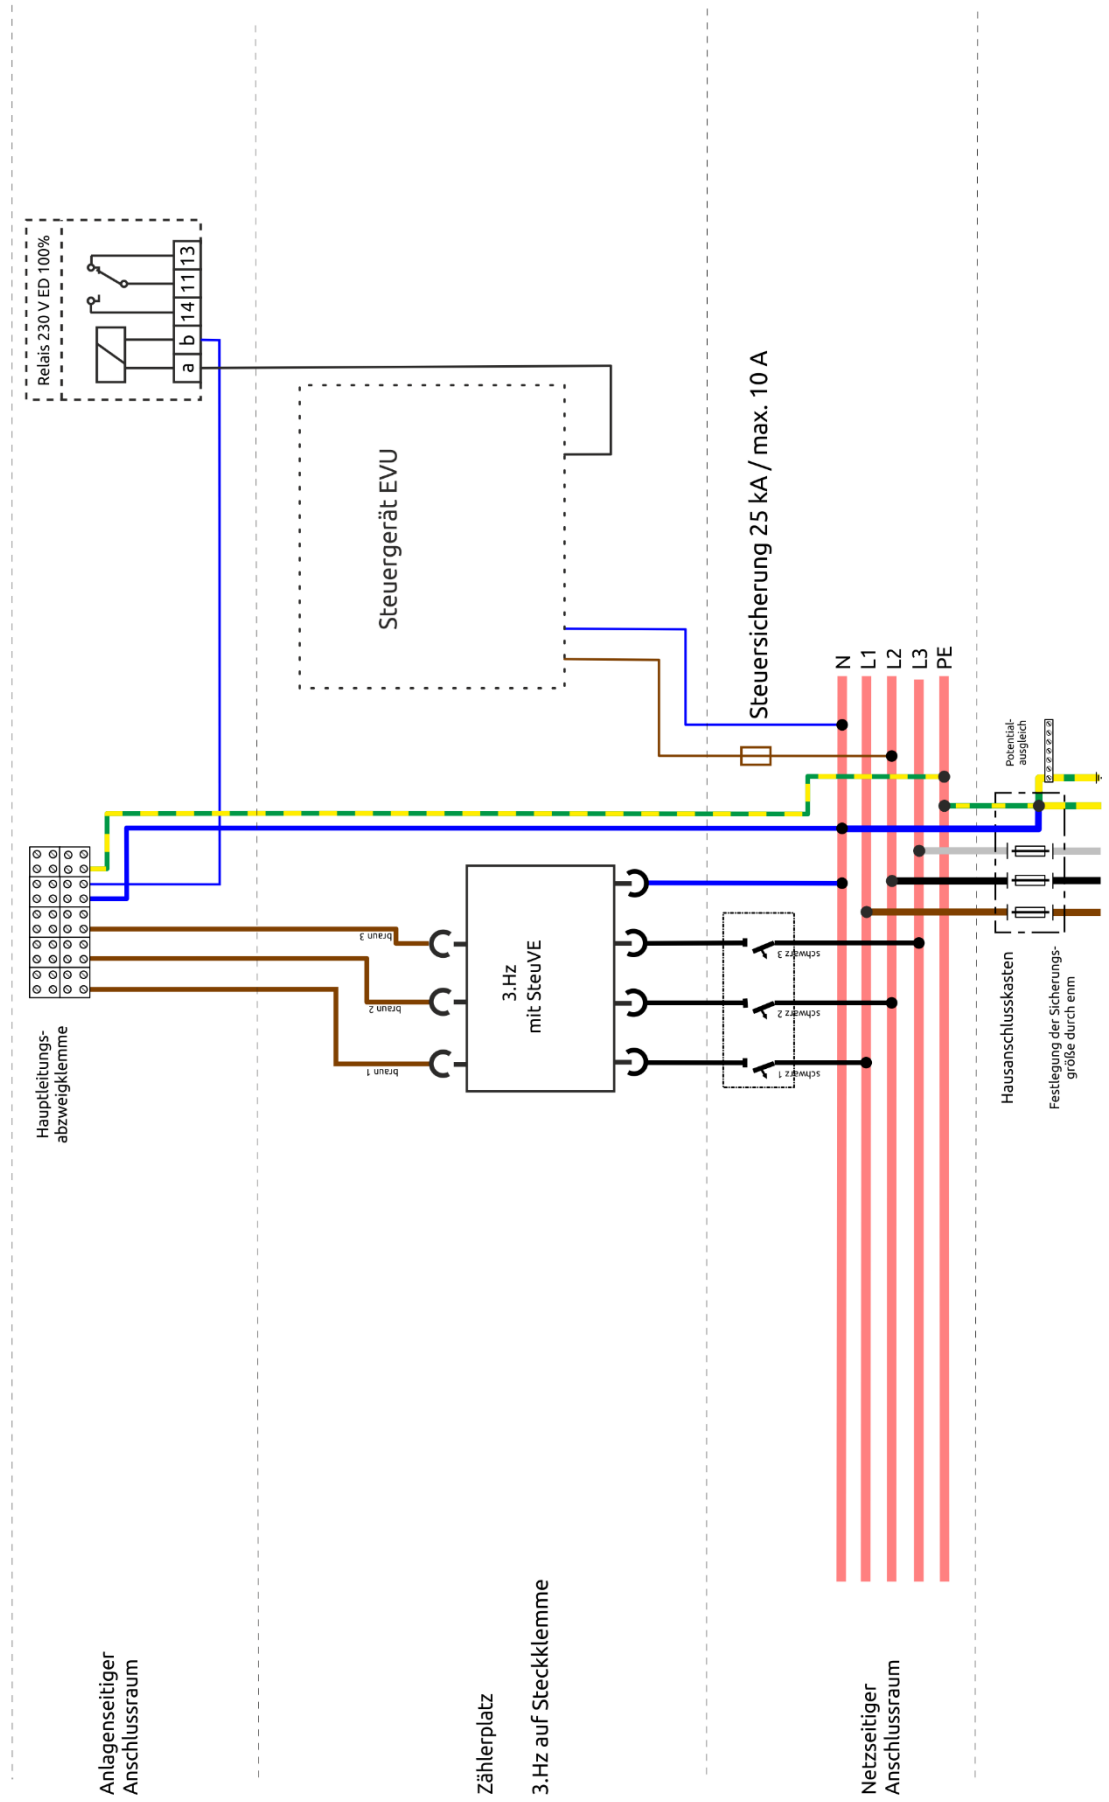 Relais 230 V ED 100%
a
b
14
11
13
Hauptleitungs-
abzweigklemme
Anlagenseitiger
Anschlussraum
Steuergerät EVU
braun 1
braun 2
braun 3
3.Hz
mit SteuVE
Zählerplatz
3.Hz auf Steckklemme
Steuersicherung 25 kA / max. 10 A
schwarz 1
schwarz 2
schwarz 3
N
L1
L2
L3
PE
Netzseitiger
Anschlussraum
Potential-
ausgleich
Hausanschlusskasten
Festlegung der Sicherungs-
größe durch enm